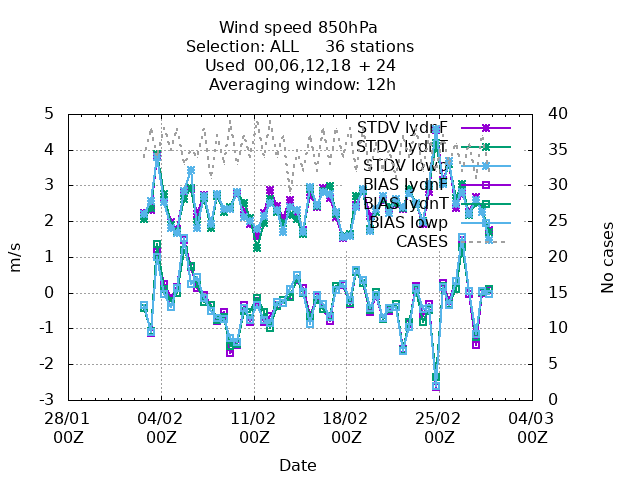 Wind speed 850hPa
Selection: ALL 36 stations
Used 00,06,12,18 + 24
Averaging window: 12h
5
4
3
2
1
0
-1
-2
-3
m/s
40
35
30
25
20
15
10
5
0
No cases
STDV lydnF
STDV lydnT
STDV lowp
BIAS lydnF
BIAS lydnT
BIAS lowp
CASES
28/01 04/02 11/02 18/02 25/02 04/03
00Z 00Z 00Z 00Z 00Z 00Z
Date